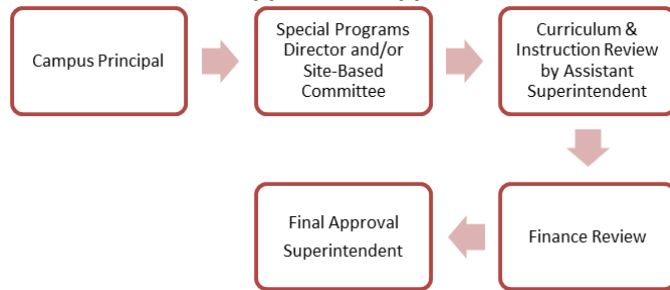 Campus Principal
Special Programs
Director and/or
Site-Based
Committee
Curriculum &
Instruction Review
by Assistant
Superintendent
Final Approval
Superintendent
Finance Review